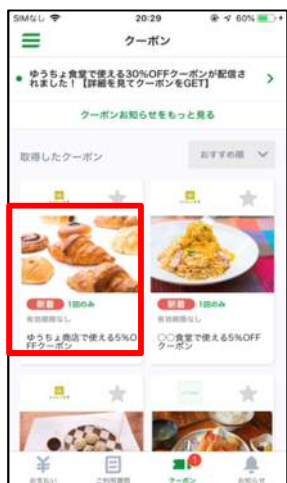 SIMなし
20:29
60%
クーポン
ゆうちょ食堂で使える30%OFFクーポンが配信さ
れました！【詳細を見てクーポンをGET】
クーポンお知らせをもっと見る
取得したクーポン
おすすめ順
新着 1回のみ
有効期限なし
ゆうちょ商店で使える5%O
FFクーポン
新着 1回のみ
有効期限なし
○○食堂で使える5%OFF
クーポン
お支払い
ご利用履歴
クーポン
お知らせ